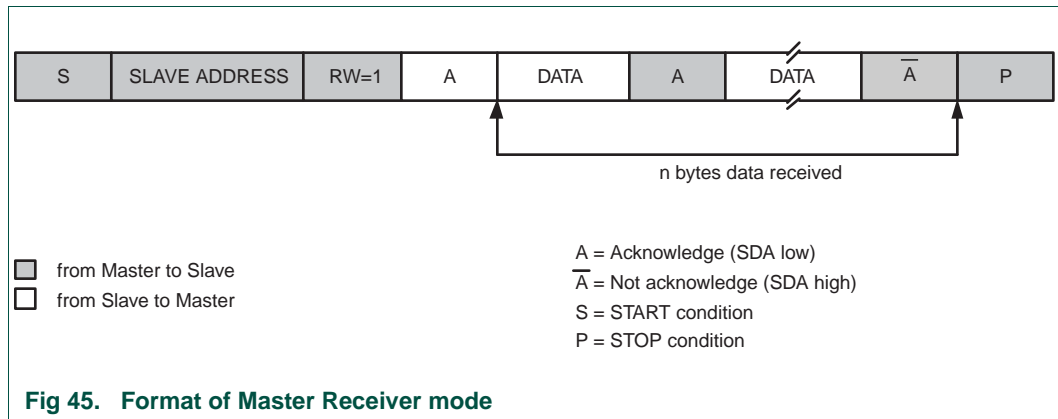 S SLAVE ADDRESS RW=1 A DATA A DATA A̅ P
n bytes data received
from Master to Slave
from Slave to Master
A = Acknowledge (SDA low)
A̅ = Not acknowledge (SDA high)
S = START condition
P = STOP condition
Fig 45. Format of Master Receiver mode